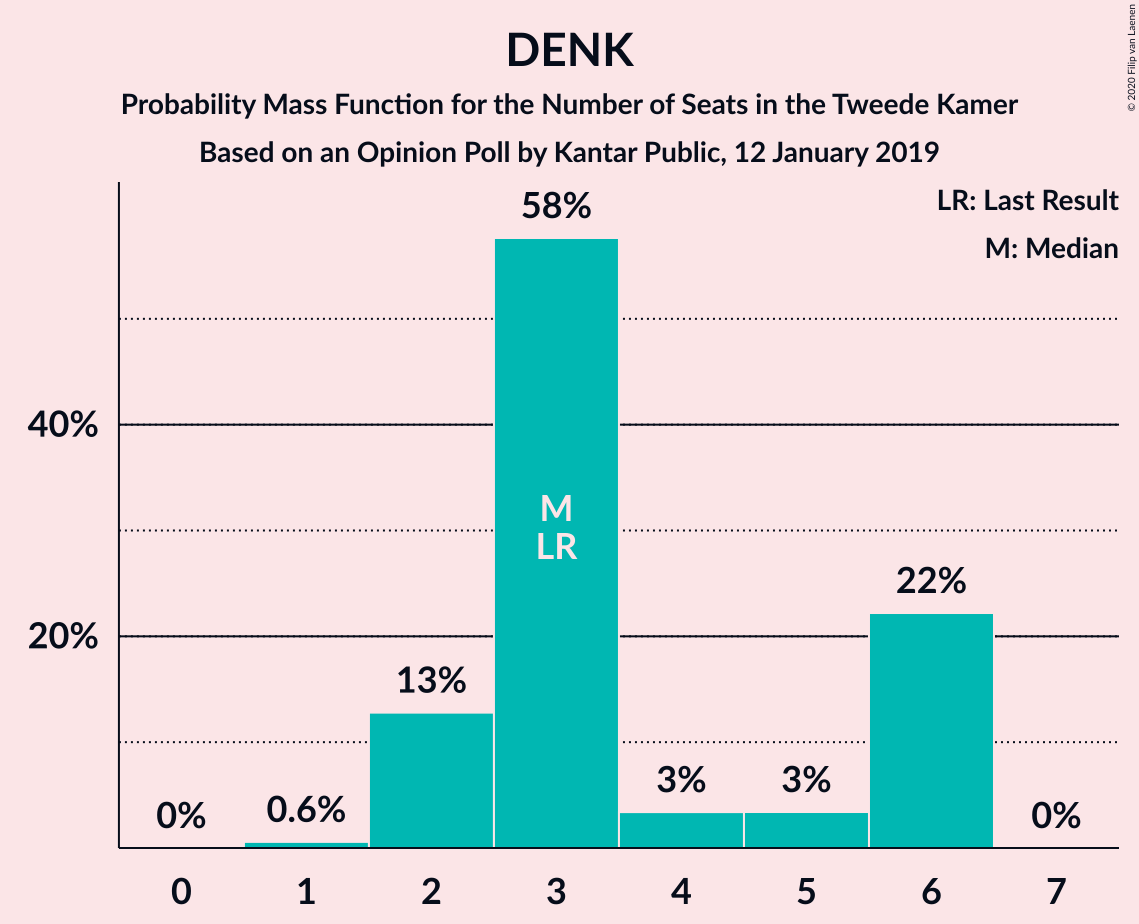 DENK
Probability Mass Function for the Number of Seats in the Tweede Kamer
Based on an Opinion Poll by Kantar Public, 12 January 2019
© 2020 Filip van Laenen
LR: Last Result
M: Median
58%
40%
M
LR
22%
20%
13%
3%
3%
0%
0.6%
0%
0 1 2 3 4 5 6 7